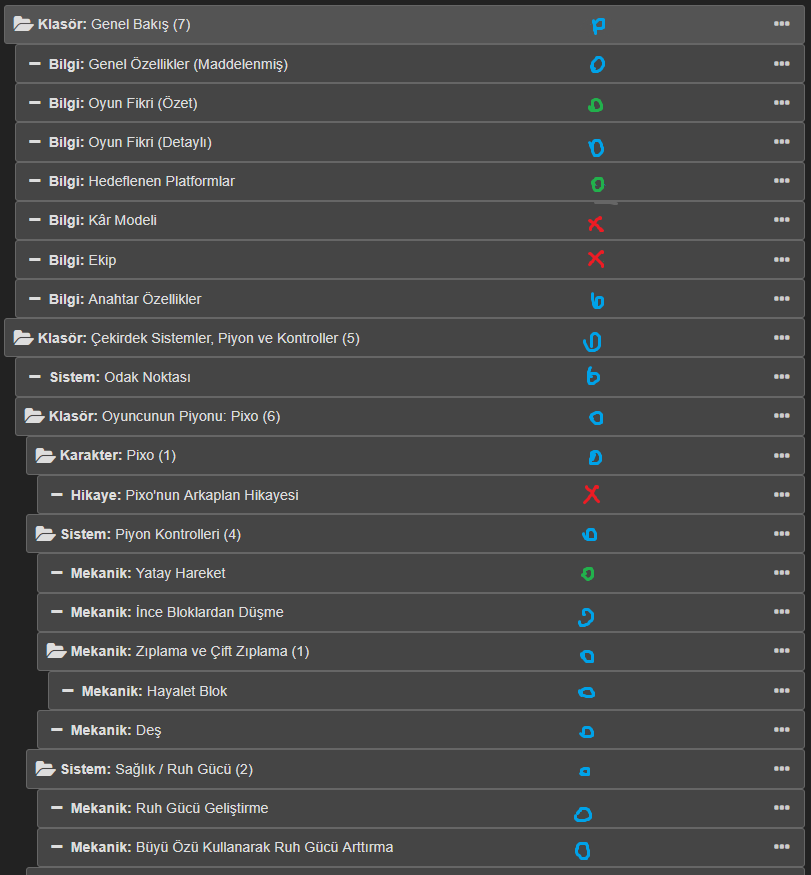 Klasör: Genel Bakış (7)
Bilgi: Genel Özellikler (Maddelenmiş)
Bilgi: Oyun Fikri (Özet)
Bilgi: Oyun Fikri (Detaylı)
Bilgi: Hedeflenen Platformlar
Bilgi: Kâr Modeli
Bilgi: Ekip
Bilgi: Anahtar Özellikler
Klasör: Çekirdek Sistemler, Piyon ve Kontroller (5)
Sistem: Odak Noktası
Klasör: Oyuncunun Piyonu: Pixo (6)
Karakter: Pixo (1)
Hikaye: Pixo'nun Arkaplan Hikayesi
Sistem: Piyon Kontrolleri (4)
Mekanik: Yatay Hareket
Mekanik: İnce Bloklardan Düşme
Mekanik: Zıplama ve Çift Zıplama (1)
Mekanik: Hayalet Blok
Mekanik: Deş
Sistem: Sağlık / Ruh Gücü (2)
Mekanik: Ruh Gücü Geliştirme
Mekanik: Büyü Özü Kullanarak Ruh Gücü Arttırma